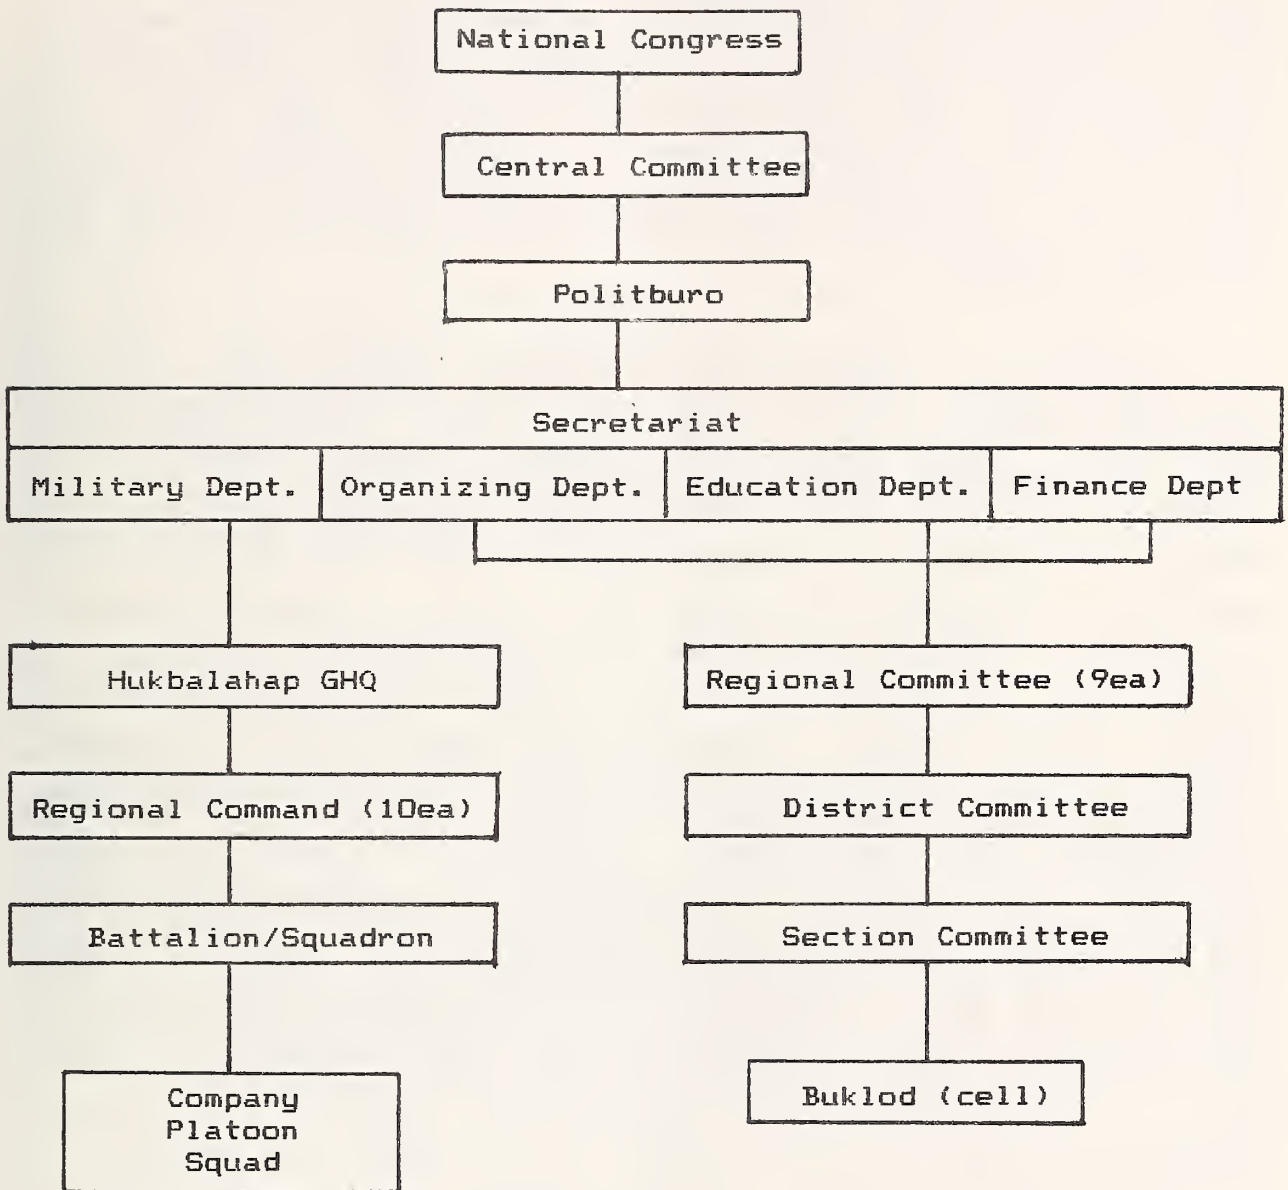 National Congress
Central Committee
Politburo
Secretariat
Military Dept. Organizing Dept. Education Dept. Finance Dept
Hukbalahap GHQ Regional Committee (9ea)
Regional Command (10ea) District Committee
Battalion/Squadron Section Committee
Buklod (cell)
Company
Platoon
Squad